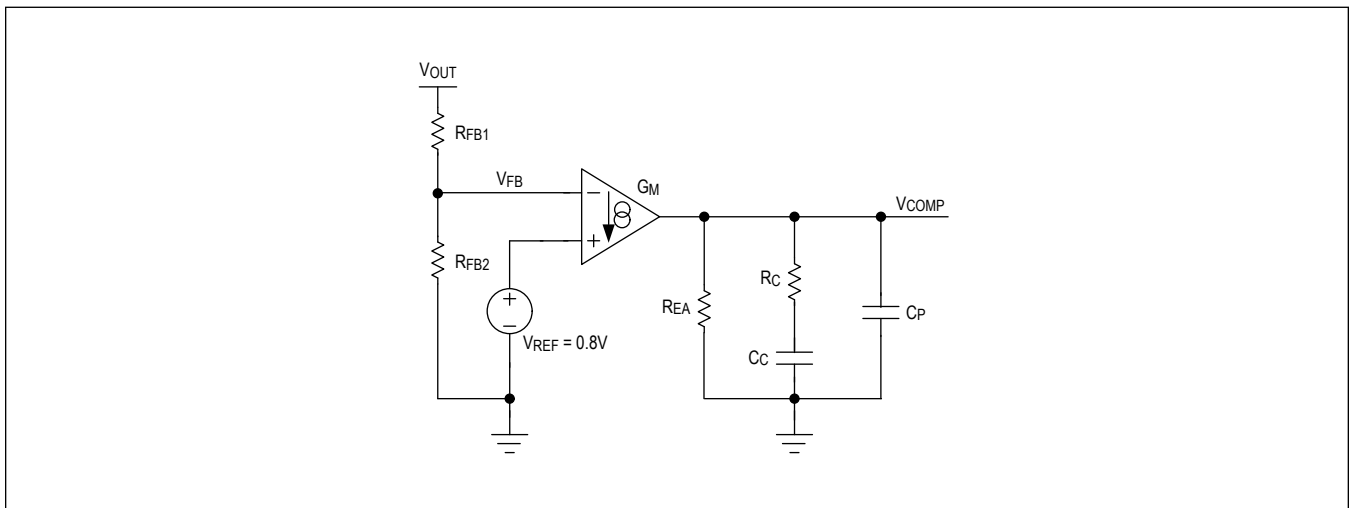 VOUT
RFB1
VFB
GM
VCOMP
RFB2
REA
RC
CP
CC
VREF = 0.8V